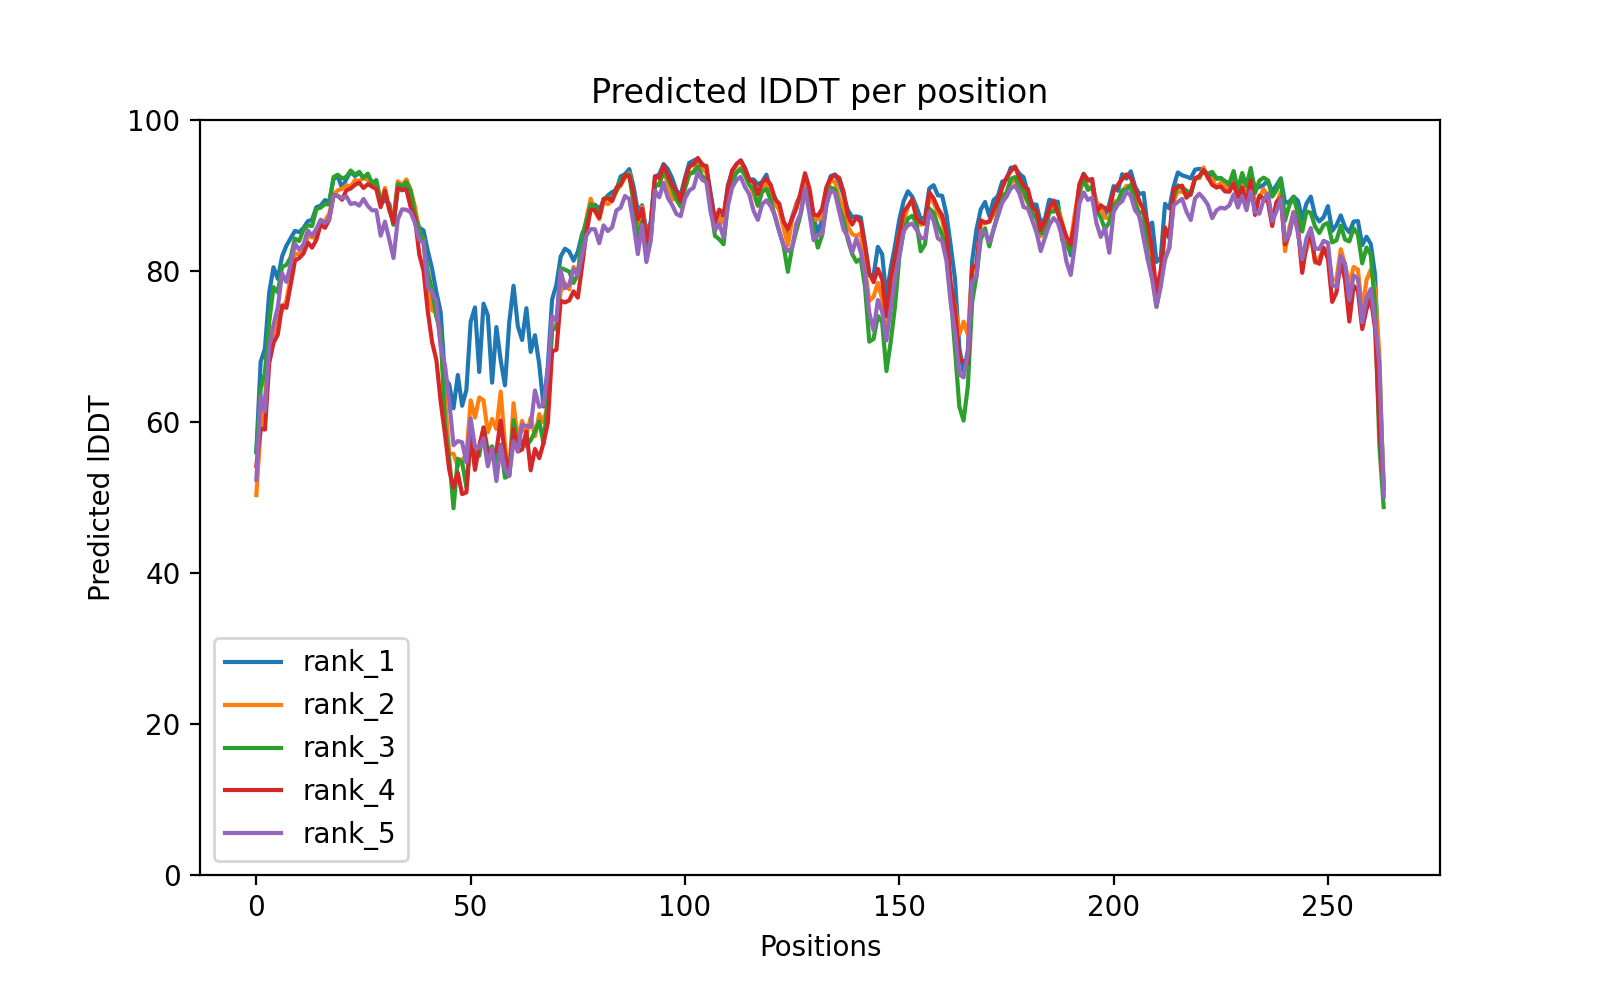 Predicted lDDT per position
100
80
60
40
20
0
Predicted lDDT
rank_1
rank_2
rank_3
rank_4
rank_5
0 50 100 150 200 250
Positions